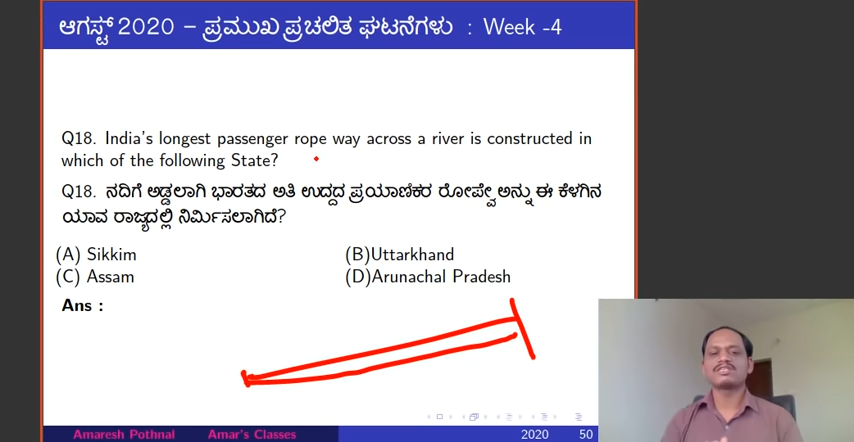 ಆಗಸ್ಟ್ 2020 – ಪ್ರಮುಖ ಪ್ರಚಲಿತ ಘಟನೆಗಳು : Week -4
Q18. India's longest passenger rope way across a river is constructed in
which of the following State?
Q18. ನದಿಗೆ ಅಡ್ಡಲಾಗಿ ಭಾರತದ ಅತಿ ಉದ್ದದ ಪ್ರಯಾಣಿಕರ ರೋಪ್ವೇ ಅನ್ನು ಈ ಕೆಳಗಿನ
ಯಾವ ರಾಜ್ಯದಲ್ಲಿ ನಿರ್ಮಿಸಲಾಗಿದೆ?
(A) Sikkim (B)Uttarkhand
(C) Assam (D)Arunachal Pradesh
Ans :
Amaresh Pothnal Amar's Classes 2020 50